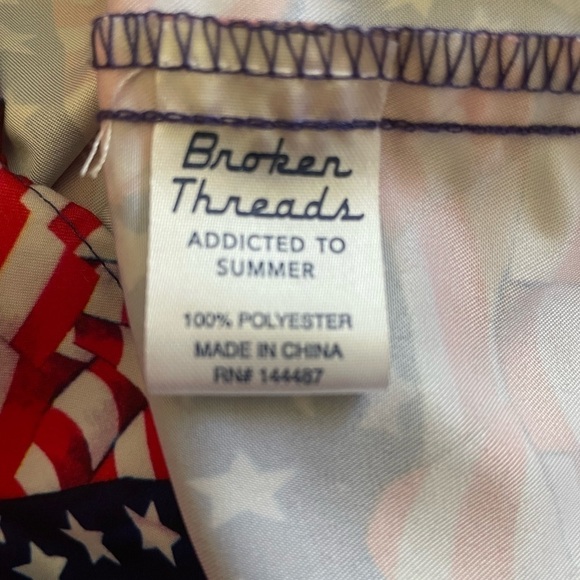 Broken
Threads
ADDICTED TO
SUMMER
100% POLYESTER
MADE IN CHINA
RN# 144487